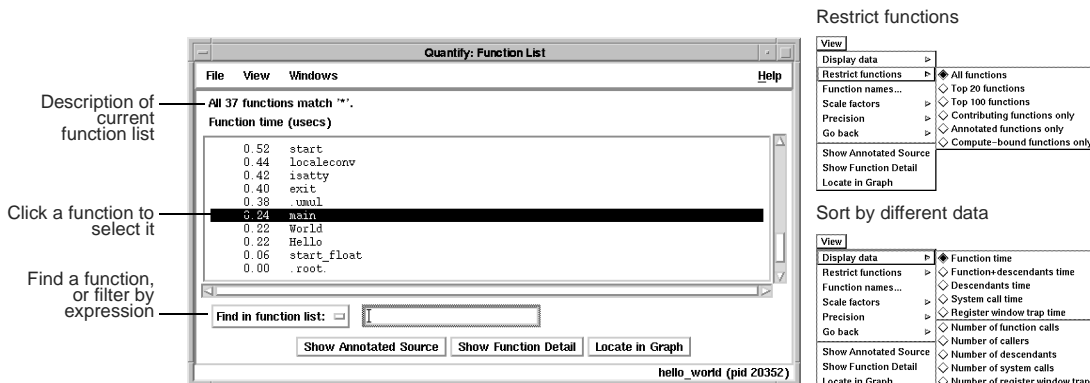 Restrict functions
View
Display data
Restrict functions
Function names...
Scale factors
Precision
Go back
Show Annotated Source
Show Function Detail
Locate in Graph
All functions
Top 20 functions
Top 100 functions
Contributing functions only
Annotated functions only
Compute-bound functions only
Quantify: Function List
File View Windows Help
Description of
current
function list
All 37 functions match '*'.
Function time (usecs)
0.52 start
0.44 localeconv
0.42 isatty
0.40 exit
0.38 .umul
0.24 main
0.22 World
0.22 Hello
0.06 start_float
0.00 .root.
Click a function to
select it
Find a function,
or filter by
expression
Find in function list:
Show Annotated Source Show Function Detail Locate in Graph
hello_world (pid 20352)
Sort by different data
View
Display data
Restrict functions
Function names...
Scale factors
Precision
Go back
Show Annotated Source
Show Function Detail
Locate in Graph
Function time
Function+descendants time
Descendants time
System call time
Register window trap time
Number of function calls
Number of callers
Number of descendants
Number of system calls
Number of register window trap